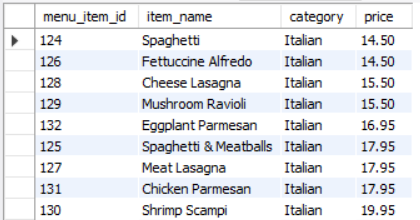 menu_item_id item_name category price
124 Spaghetti Italian 14.50
126 Fettuccine Alfredo Italian 14.50
128 Cheese Lasagna Italian 15.50
129 Mushroom Ravioli Italian 15.50
132 Eggplant Parmesan Italian 16.95
125 Spaghetti & Meatballs Italian 17.95
127 Meat Lasagna Italian 17.95
131 Chicken Parmesan Italian 17.95
130 Shrimp Scampi Italian 19.95